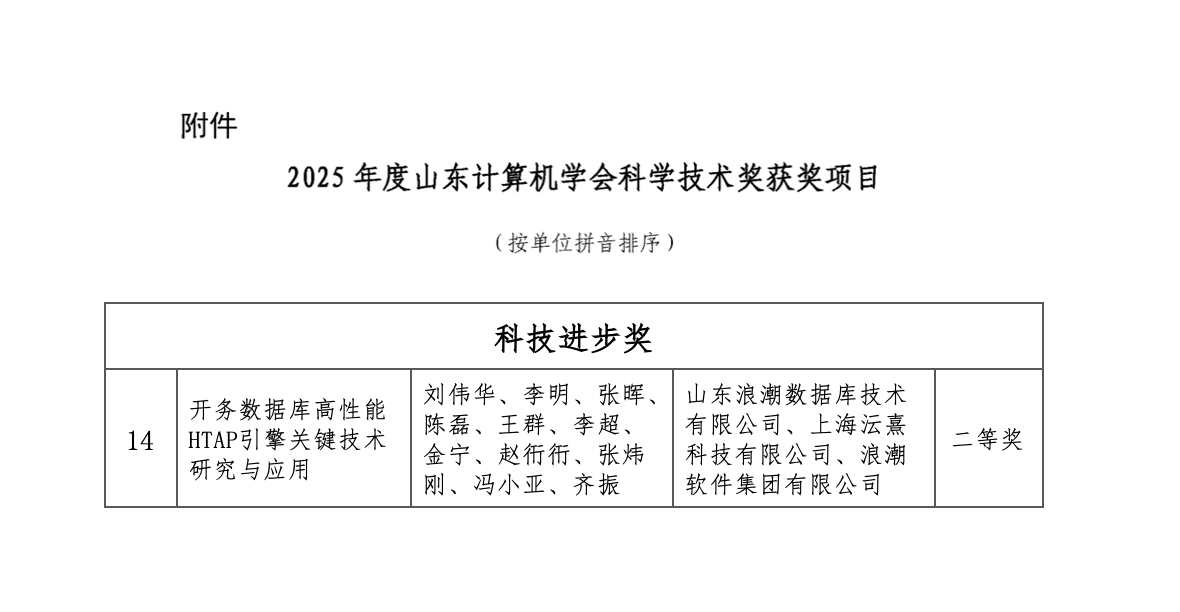 附件
2025 年度山东计算机学会科学技术奖获奖项目
（按单位拼音排序）
科技进步奖
14
开务数据库高性能
HTAP引擎关键技术
研究与应用
刘伟华、李明、张晖、
陈磊、王群、李超、
金宁、赵衎衎、张炜
刚、冯小亚、齐振
山东浪潮数据库技术
有限公司、上海沄熹
科技有限公司、浪潮
软件集团有限公司
二等奖